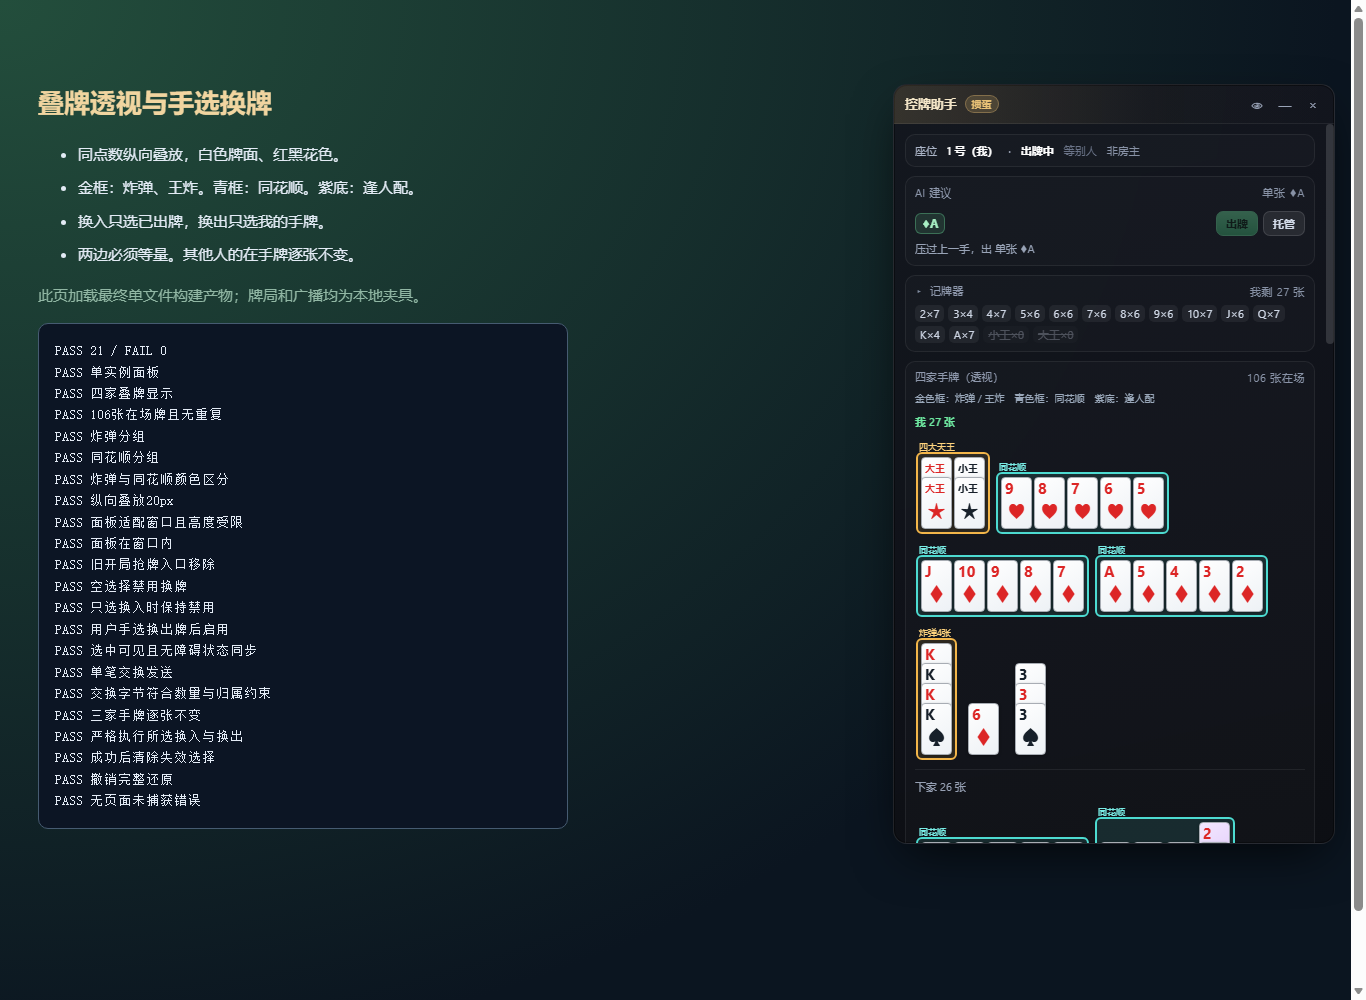 叠牌透视与手选换牌
• 同点数纵向叠放，白色牌面、红黑花色。
• 金框：炸弹、王炸。青框：同花顺。紫底：逢人配。
• 换入只选已出牌，换出只选我的手牌。
• 两边必须等量。其他人的在手牌逐张不变。
此页加载最终单文件构建产物；牌局和广播均为本地夹具。
PASS 21 / FAIL 0
PASS 单实例面板
PASS 四家叠牌显示
PASS 106张在场牌且无重复
PASS 炸弹分组
PASS 同花顺分组
PASS 炸弹与同花顺颜色区分
PASS 纵向叠放20px
PASS 面板适配窗口且高度受限
PASS 面板在窗口内
PASS 旧开局抢牌入口移除
PASS 空选择禁用换牌
PASS 只选换入时保持禁用
PASS 用户手选换出牌后启用
PASS 选中可见且无障碍状态同步
PASS 单笔交换发送
PASS 交换字节符合数量与归属约束
PASS 三家手牌逐张不变
PASS 严格执行所选换入与换出
PASS 成功后清除失效选择
PASS 撤销完整还原
PASS 无页面未捕获错误
控牌助手 掼蛋
座位 1号 (我) · 出牌中 等别人 非房主
AI 建议 单张 ♦A
♦A 出牌 托管
压过上一手，出 单张 ♦A
记牌器 我剩 27 张
2×7 3×4 4×7 5×6 6×6 7×6 8×6 9×6 10×7 J×6 Q×7
K×4 A×7 小王×0 大王×0
四家手牌（透视） 106 张在场
金色框：炸弹 / 王炸 青色框：同花顺 紫底：逢人配
我 27 张
四大天王 同花顺
大王 小王
大王 小王 9 8 7 6 5
同花顺 同花顺
J 10 9 8 7 A 5 4 3 2
炸弹4张
K
K 3
K 3
K 6 3
下家 26 张
同花顺
同花顺 2